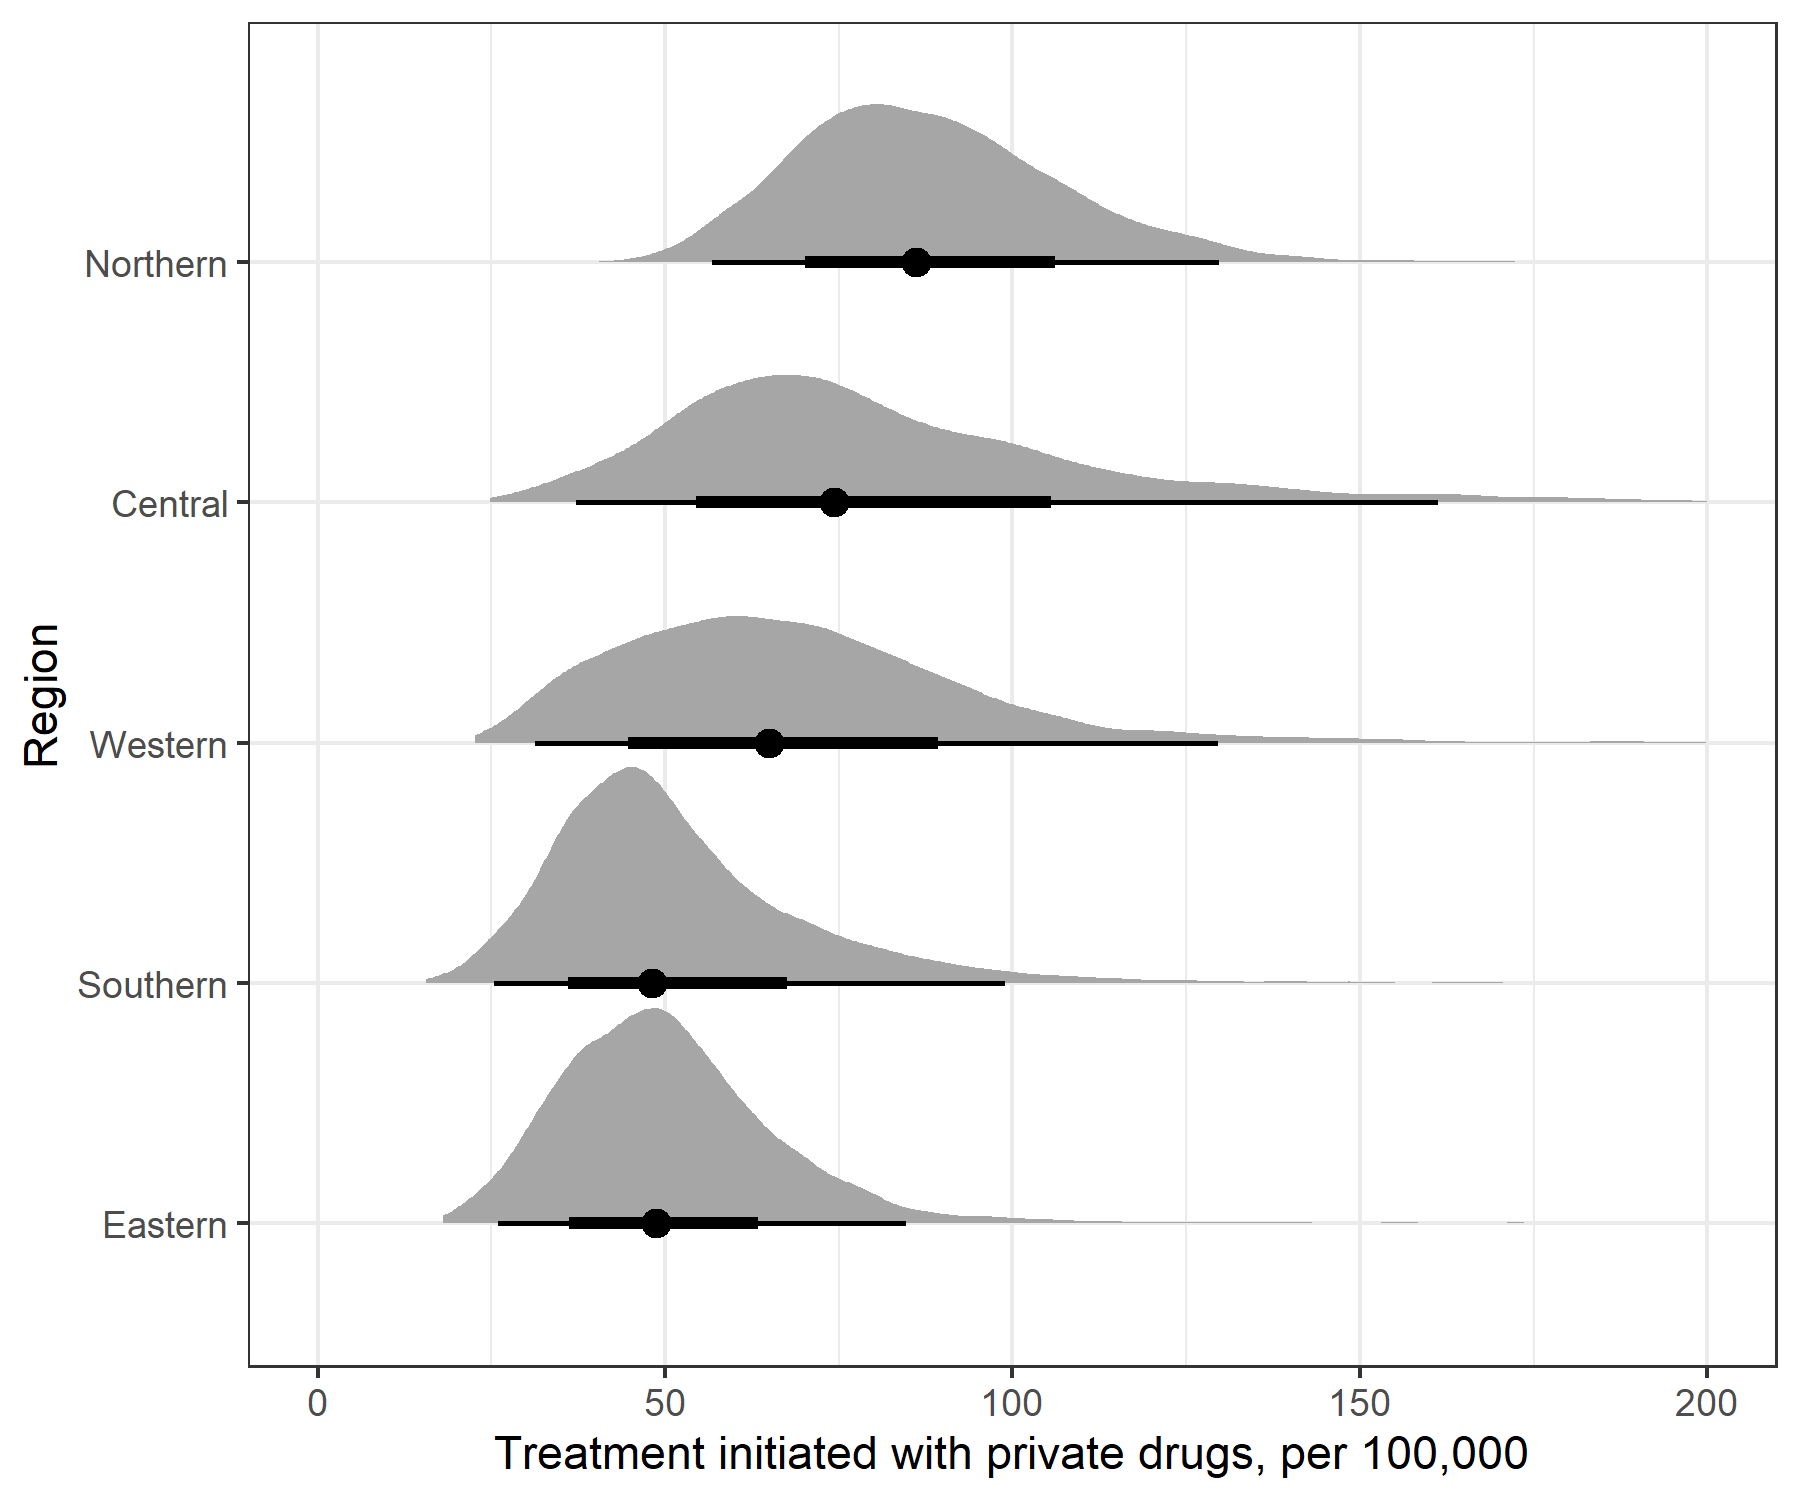 Region
Northern
Central
Western
Southern
Eastern
0 50 100 150 200
Treatment initiated with private drugs, per 100,000